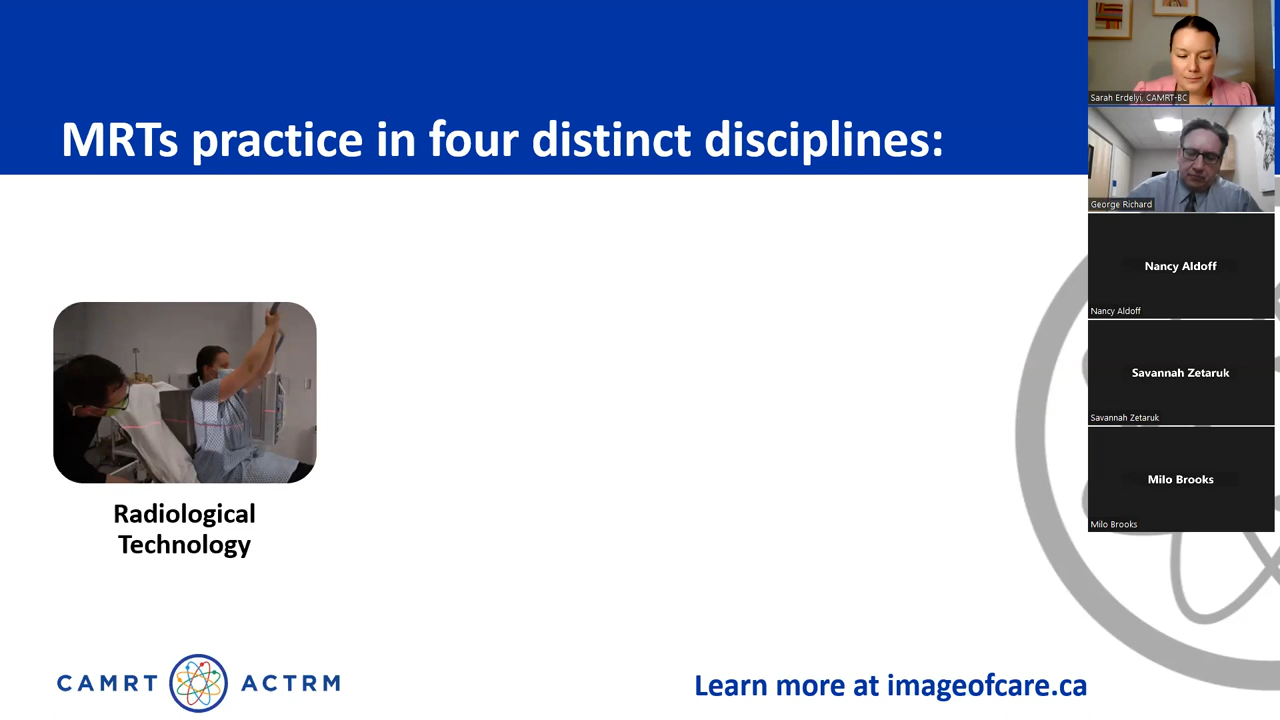 MRTs practice in four distinct disciplines:
Radiological
Technology
CAMRT ACTRM
Learn more at imageofcare.ca
Sarah Erdelyi, CAMRT-BC
George Richard
Nancy Aldoff
Nancy Aldoff
Savannah Zetaruk
Savannah Zetaruk
Milo Brooks
Milo Brooks